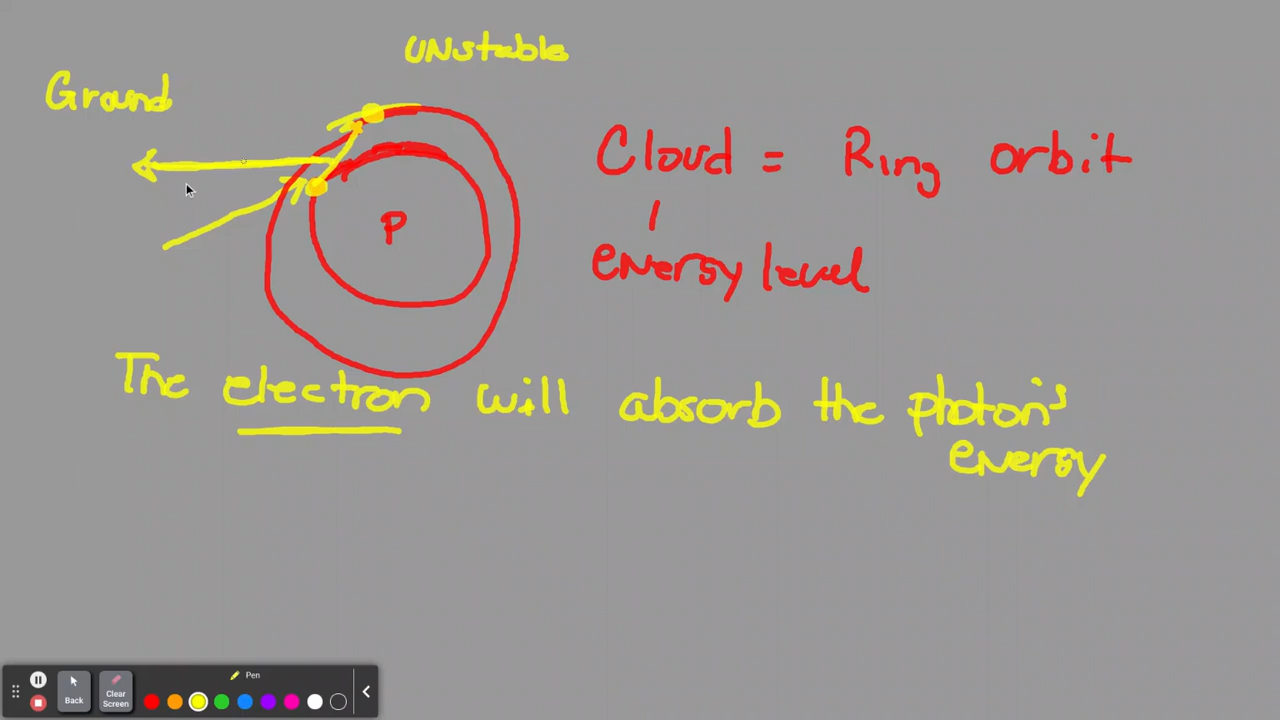 UNstable
Ground
Cloud = Ring orbit
P
energy level
The electron will absorb the photon's
energy
Pen
Back
Clear
Screen